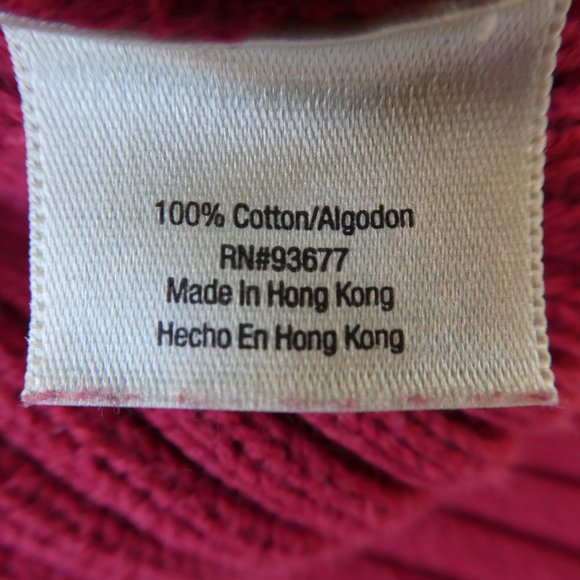 100% Cotton/Algodon
RN#93677
Made In Hong Kong
Hecho En Hong Kong